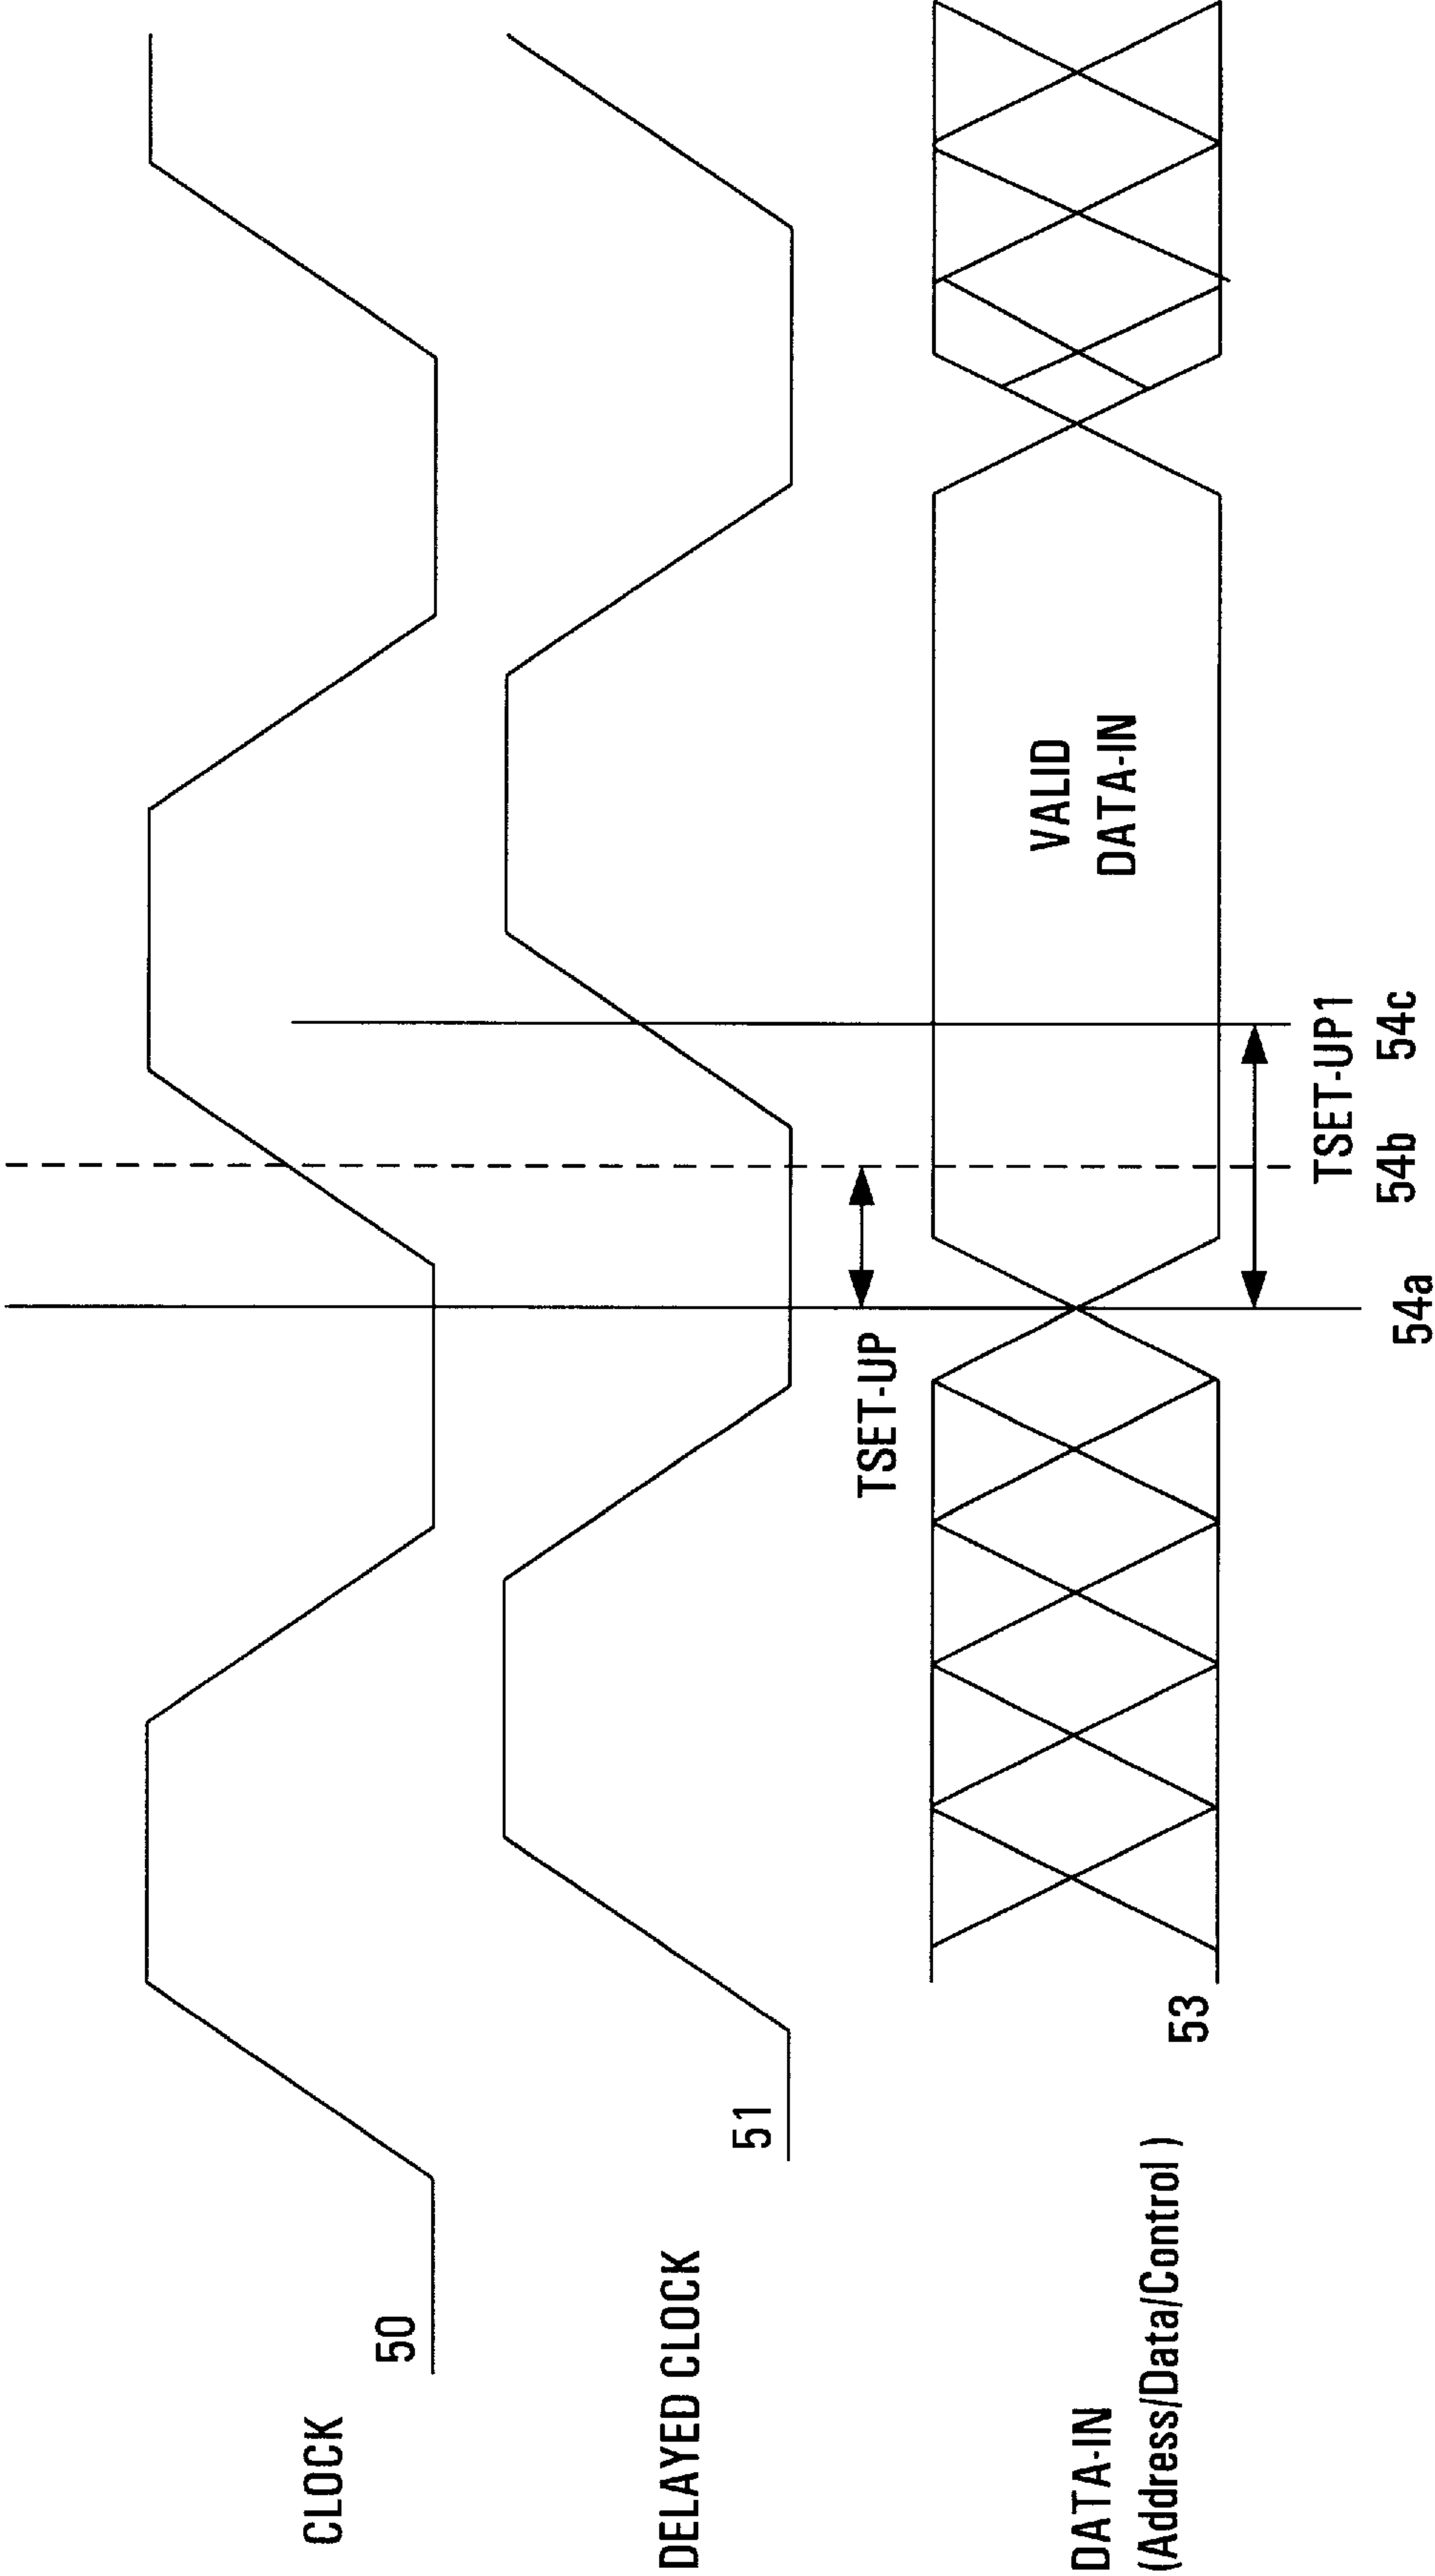 CLOCK
50
DELAYED CLOCK
51
TSET-UP
DATA-IN
(Address/Data/Control)
53
VALID
DATA-IN
TSET-UP1
54a
54b
54c